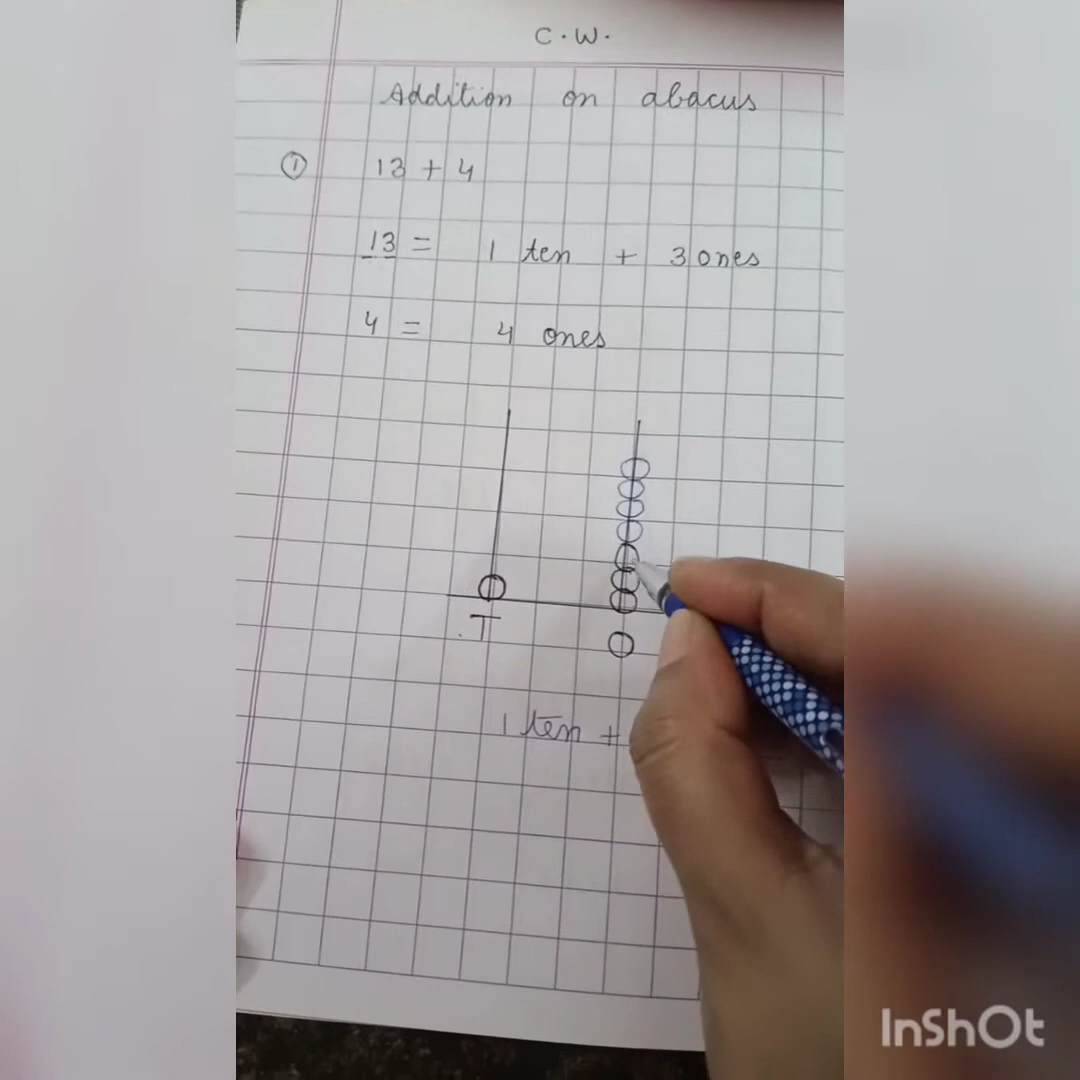 C.W.
Addition on abacus
① 13 + 4
13 = 1 ten + 3 ones
4 = 4 ones
T O
1 ten +
InShOt